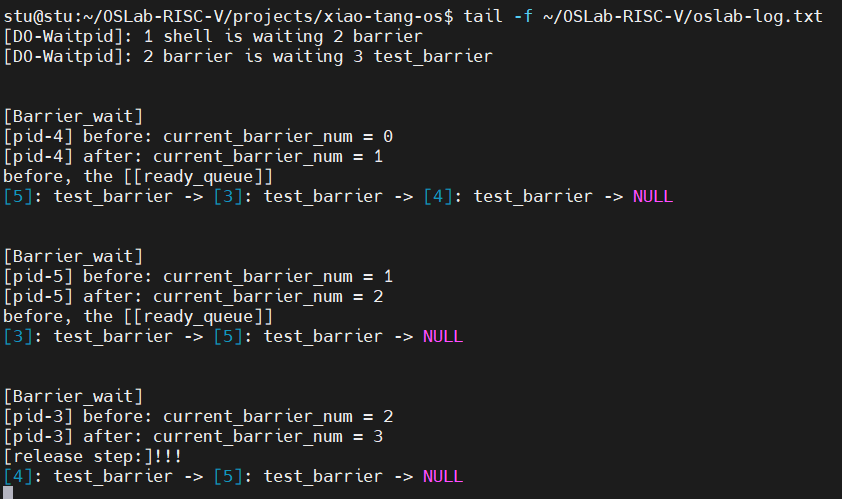 stu@stu:~/OSLab-RISC-V/projects/xiao-tang-os$ tail -f ~/OSLab-RISC-V/oslab-log.txt
[DO-Waitpid]: 1 shell is waiting 2 barrier
[DO-Waitpid]: 2 barrier is waiting 3 test_barrier
[Barrier_wait]
[pid-4] before: current_barrier_num = 0
[pid-4] after: current_barrier_num = 1
before, the [[ready_queue]]
[5]: test_barrier -> [3]: test_barrier -> [4]: test_barrier -> NULL
[Barrier_wait]
[pid-5] before: current_barrier_num = 1
[pid-5] after: current_barrier_num = 2
before, the [[ready_queue]]
[3]: test_barrier -> [5]: test_barrier -> NULL
[Barrier_wait]
[pid-3] before: current_barrier_num = 2
[pid-3] after: current_barrier_num = 3
[release step:]!!!
[4]: test_barrier -> [5]: test_barrier -> NULL